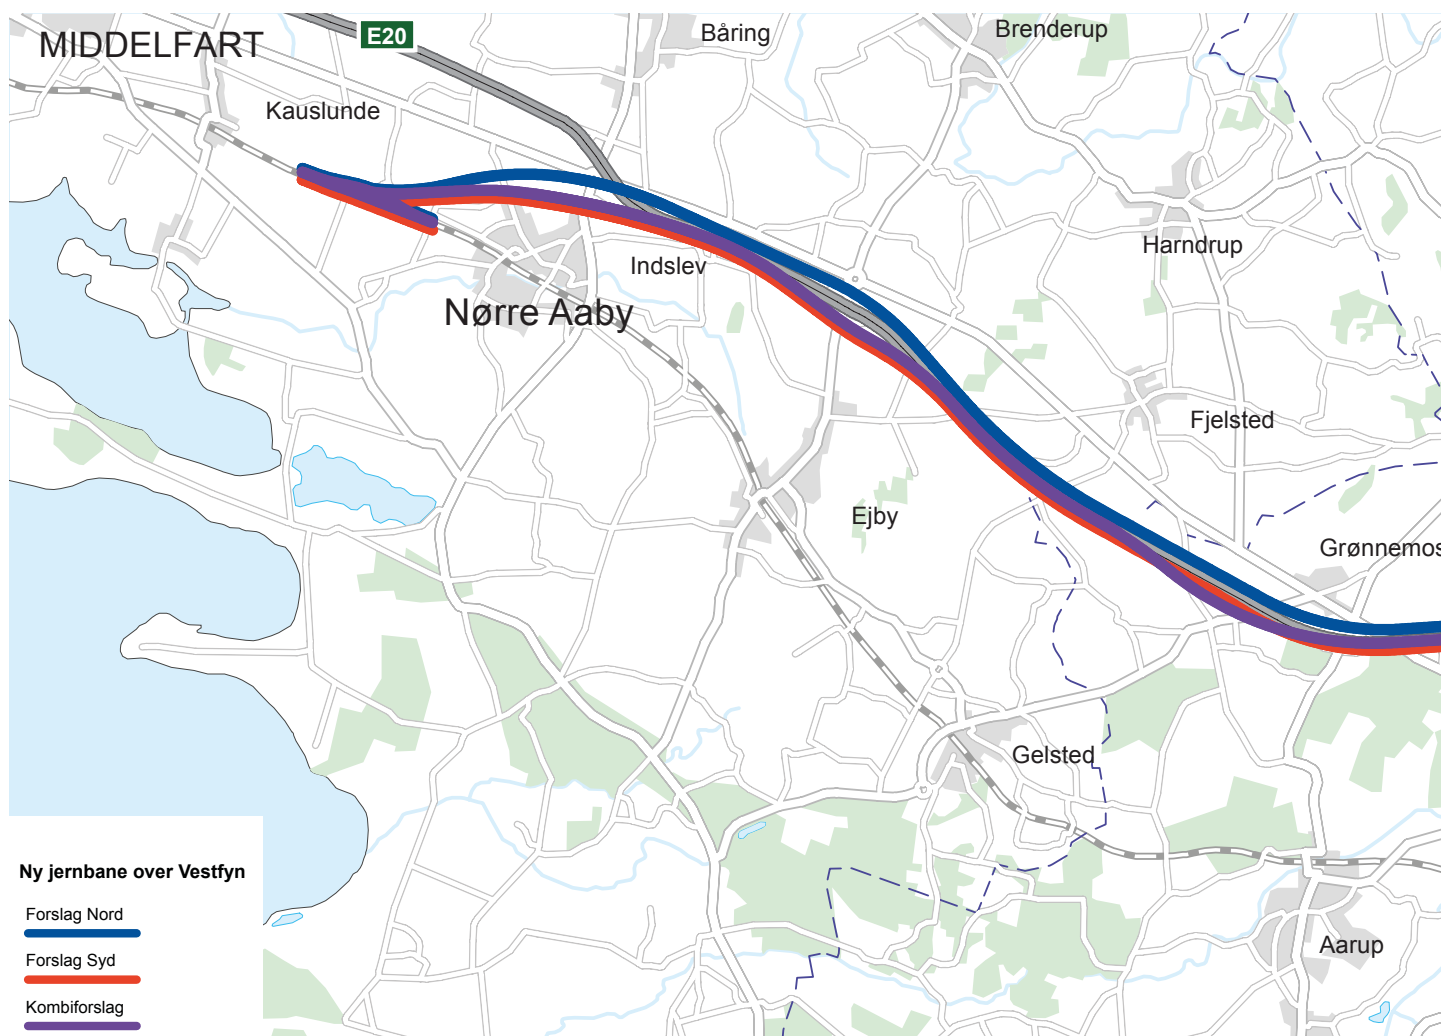 MIDDELFART
E20
Båring
Brenderup
Kauslunde
Harndrup
Indslev
Nørre Aaby
Fjelsted
Ejby
Grønnemos
Gelsted
Aarup
Ny jernbane over Vestfyn
Forslag Nord
Forslag Syd
Kombiforslag